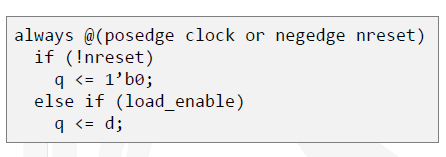 always @(posedge clock or negedge nreset)
if (!nreset)
q <= 1’b0;
else if (load_enable)
q <= d;